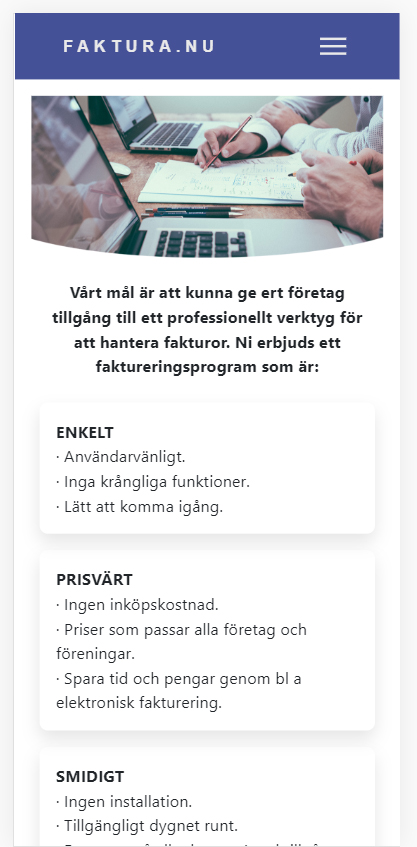 FAKTURA.NU
Vårt mål är att kunna ge ert företag
tillgång till ett professionellt verktyg för
att hantera fakturor. Ni erbjuds ett
faktureringsprogram som är:
ENKELT
· Användarvänligt.
· Inga krångliga funktioner.
· Lätt att komma igång.
PRISVÄRT
· Ingen inköpskostnad.
· Priser som passar alla företag och
föreningar.
· Spara tid och pengar genom bl a
elektronisk fakturering.
SMIDIGT
· Ingen installation.
· Tillgängligt dygnet runt.